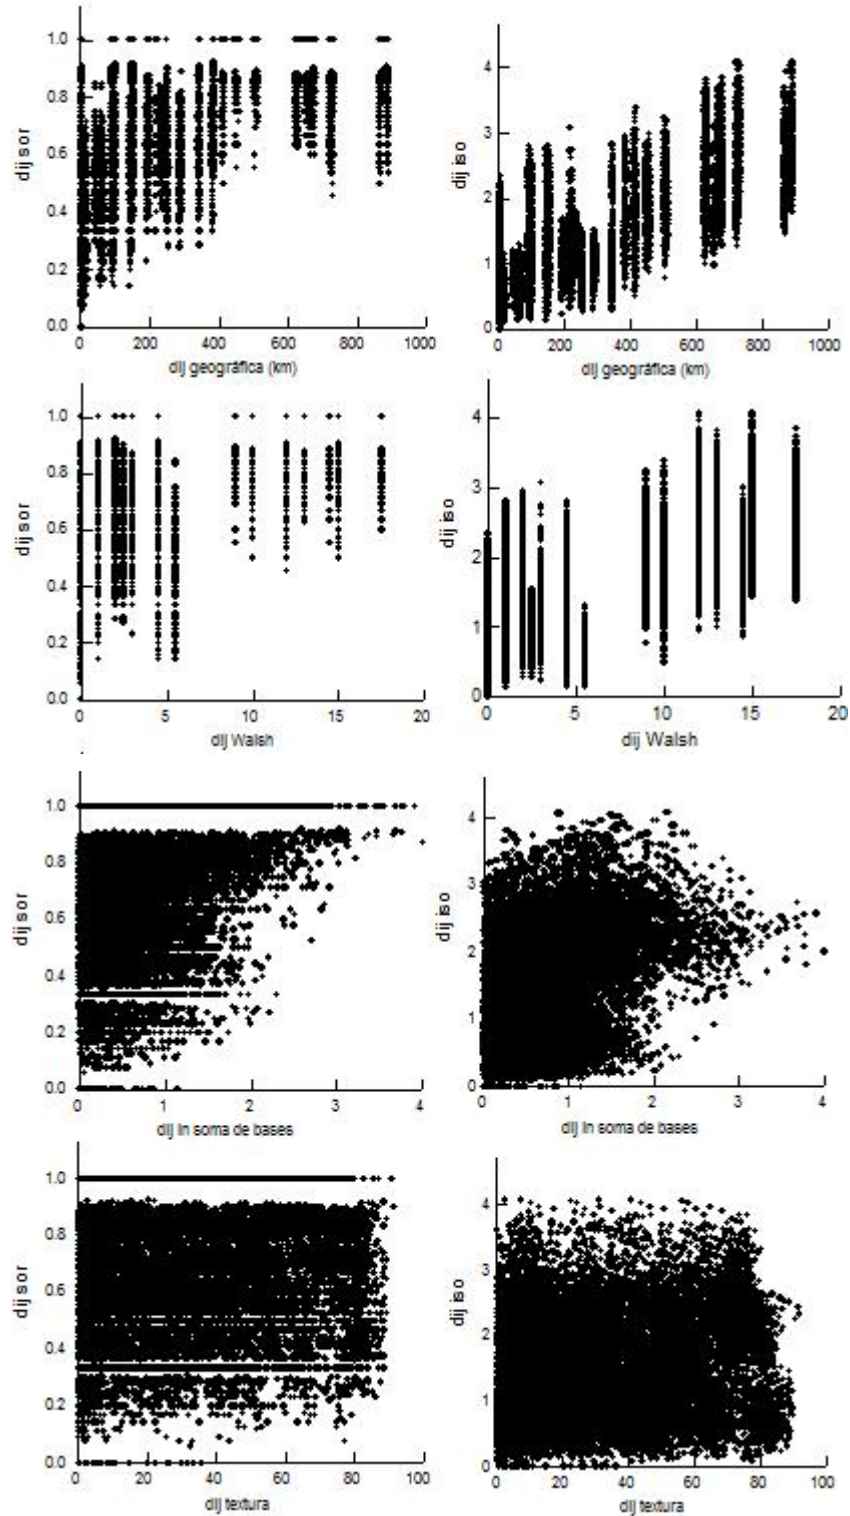 dij sor
1.0
0.8
0.6
0.4
0.2
0.0
0 200 400 600 800 1000
dij geográfica (km)
dij iso
4
3
2
1
0
0 200 400 600 800 1000
dij geográfica (km)
dij sor
1.0
0.8
0.6
0.4
0.2
0.0
0 5 10 15 20
dij Walsh
dij iso
4
3
2
1
0
0 5 10 15 20
dij Walsh
dij sor
1.0
0.8
0.6
0.4
0.2
0.0
0 1 2 3 4
dij ln soma de bases
dij iso
4
3
2
1
0
0 1 2 3 4
dij ln soma de bases
dij sor
1.0
0.8
0.6
0.4
0.2
0.0
0 20 40 60 80 100
dij textura
dij iso
4
3
2
1
0
0 20 40 60 80 100
dij textura